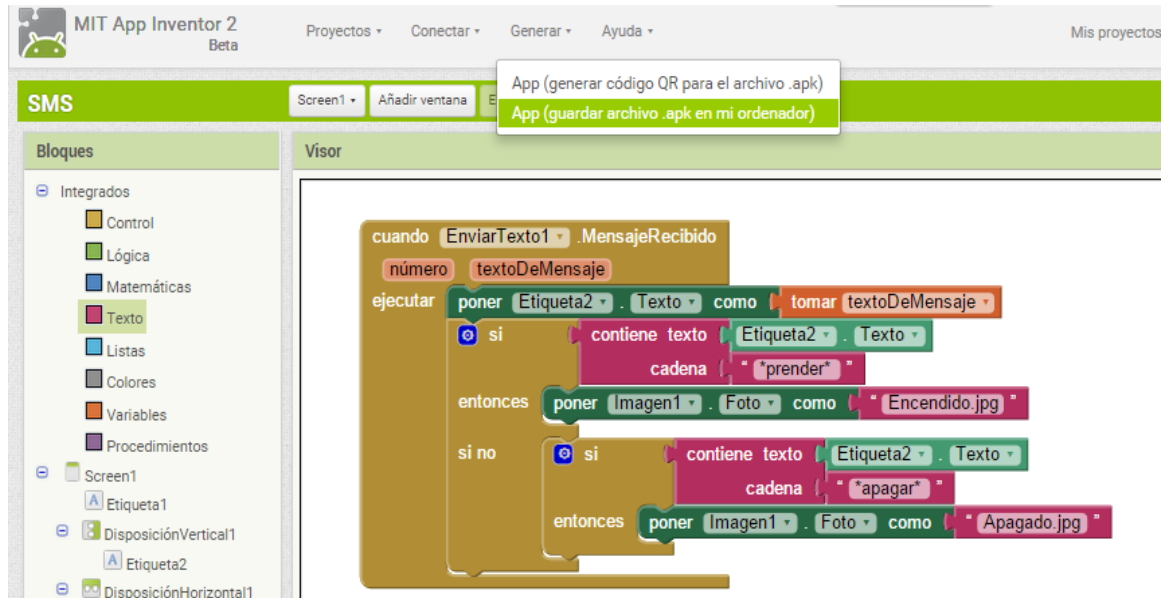 MIT App Inventor 2
Beta
Proyectos Conectar Generar Ayuda Mis proyectos
App (generar código QR para el archivo .apk)
App (guardar archivo .apk en mi ordenador)
SMS Screen1 Añadir ventana E
Bloques Visor
Integrados
Control
Lógica
Matemáticas
Texto
Listas
Colores
Variables
Procedimientos
Screen1
A Etiqueta1
DisposiciónVertical1
A Etiqueta2
DisposiciónHorizontal1
cuando EnviarTexto1 .MensajeRecibido
número textoDeMensaje
ejecutar poner Etiqueta2 . Texto como tomar textoDeMensaje
si contiene texto Etiqueta2 . Texto
cadena " *prender* "
entonces poner Imagen1 . Foto como " Encendido.jpg "
si no si contiene texto Etiqueta2 . Texto
cadena " *apagar* "
entonces poner Imagen1 . Foto como " Apagado.jpg "